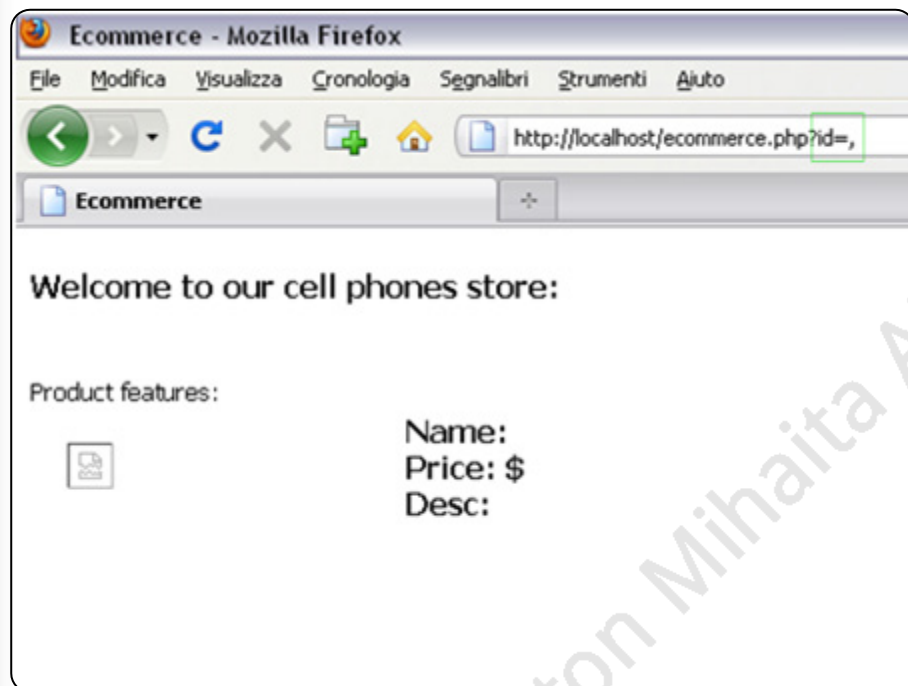 Ecommerce - Mozilla Firefox
File Modifica Visualizza Cronologia Segnalibri Strumenti Aiuto
http://localhost/ecommerce.php?id=,
Ecommerce
Welcome to our cell phones store:
Product features:
Name:
Price: $
Desc:
Mihaita